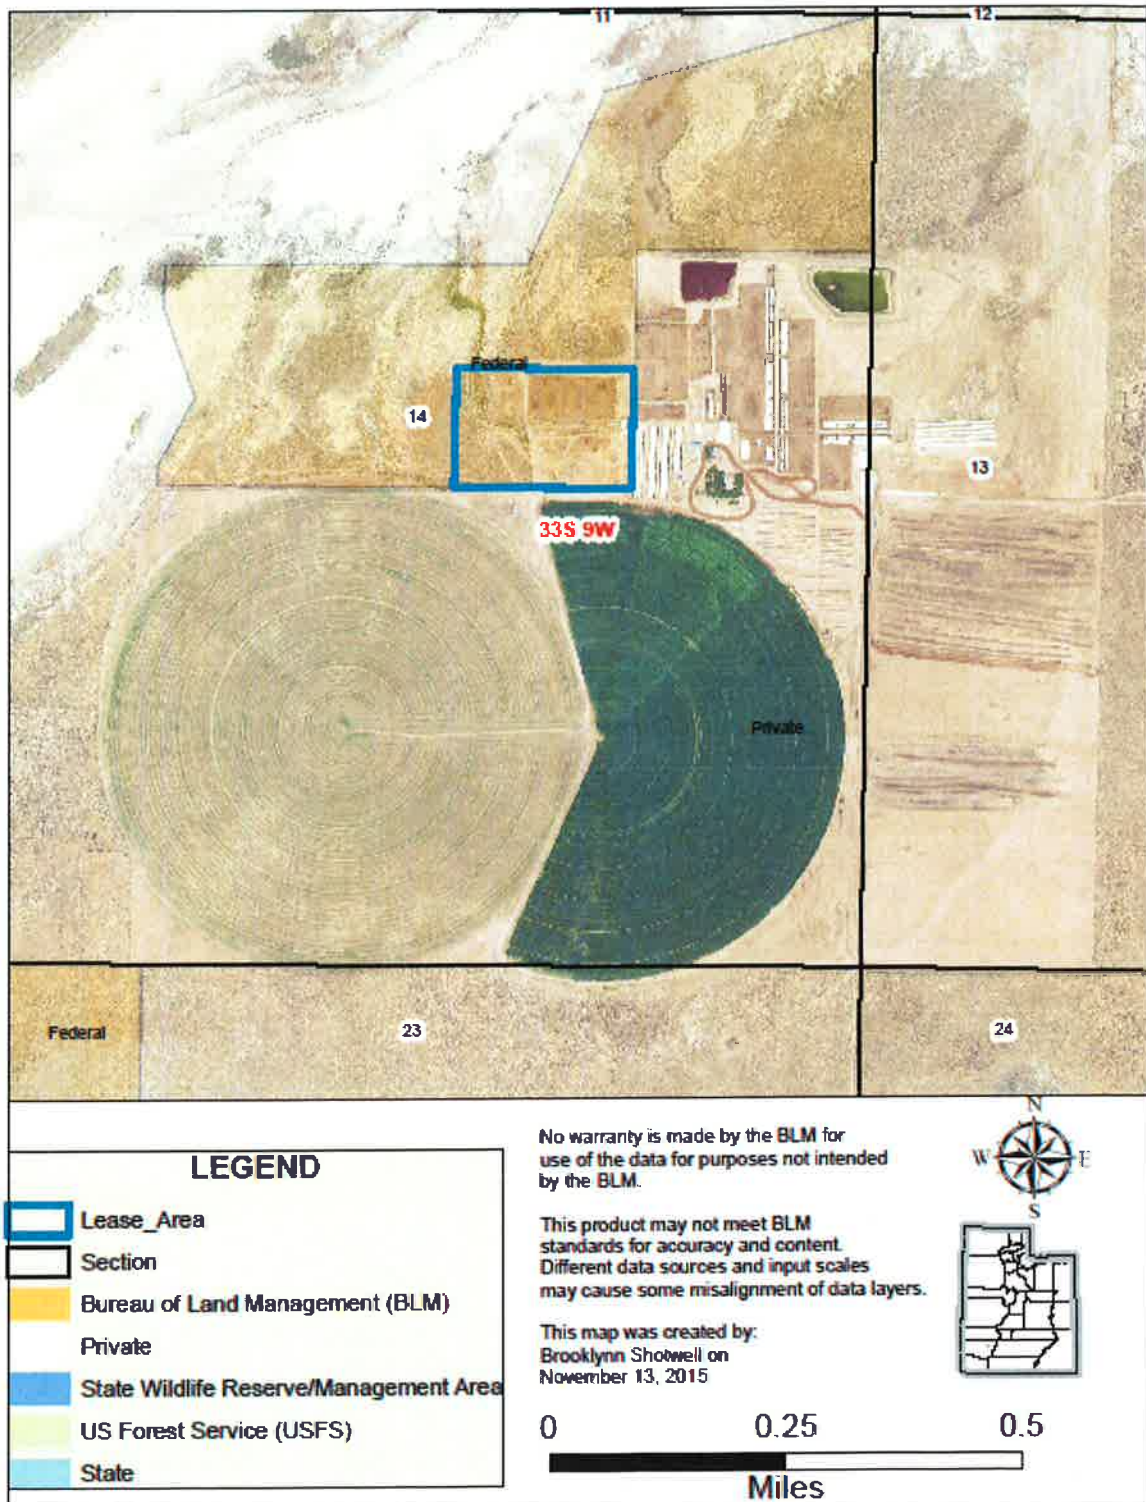 11
12
Federal
14
13
33S 9W
Private
Federal
23
24
LEGEND
Lease_Area
Section
Bureau of Land Management (BLM)
Private
State Wildlife Reserve/Management Area
US Forest Service (USFS)
State
No warranty is made by the BLM for
use of the data for purposes not intended
by the BLM.
This product may not meet BLM
standards for accuracy and content.
Different data sources and input scales
may cause some misalignment of data layers.
This map was created by:
Brooklynn Shotwell on
November 13, 2015
N
W
E
S
0
0.25
0.5
Miles